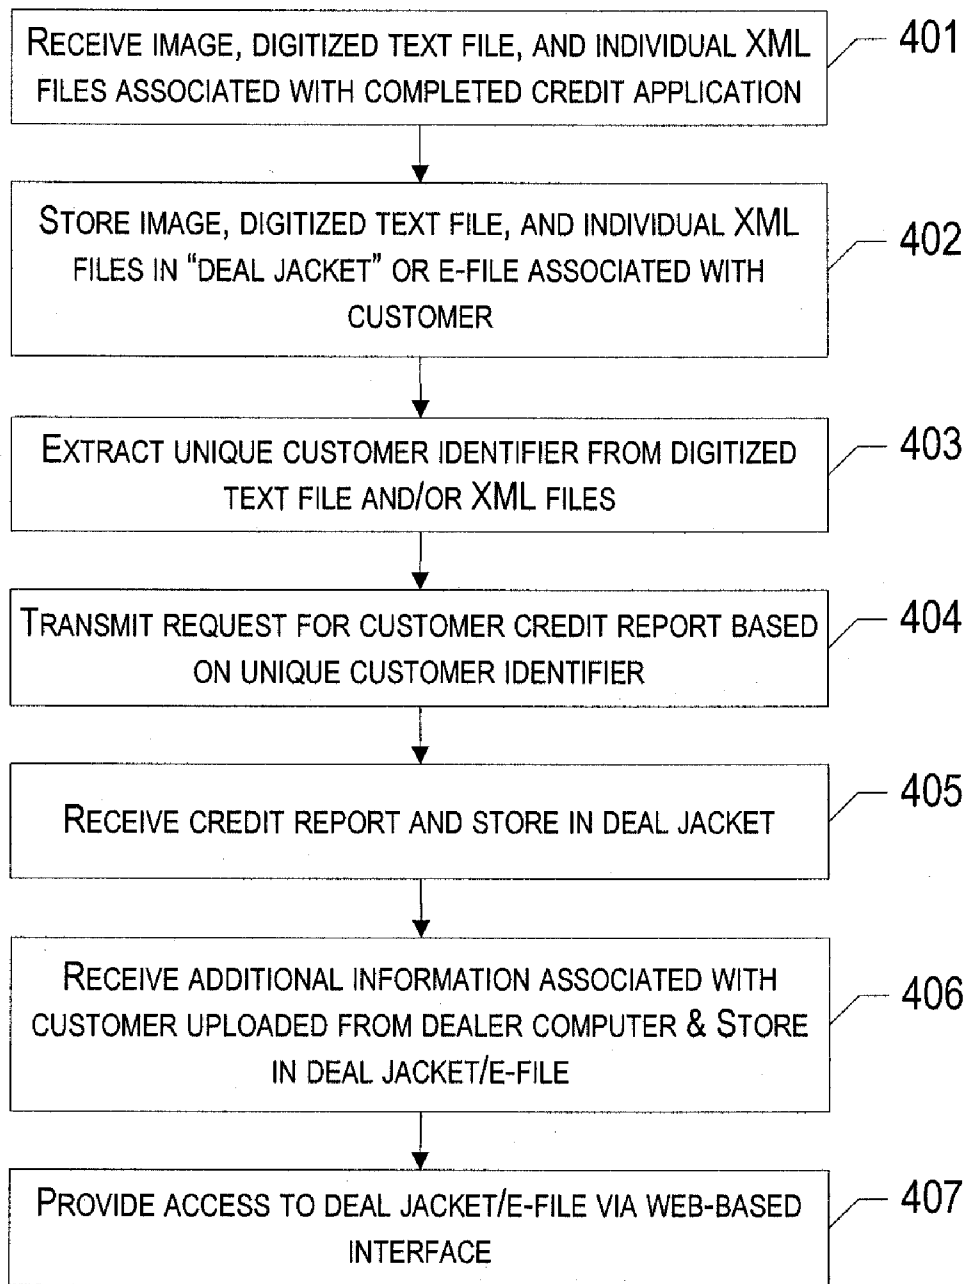 RECEIVE IMAGE, DIGITIZED TEXT FILE, AND INDIVIDUAL XML
FILES ASSOCIATED WITH COMPLETED CREDIT APPLICATION
401
STORE IMAGE, DIGITIZED TEXT FILE, AND INDIVIDUAL XML
FILES IN “DEAL JACKET” OR E-FILE ASSOCIATED WITH
CUSTOMER
402
EXTRACT UNIQUE CUSTOMER IDENTIFIER FROM DIGITIZED
TEXT FILE AND/OR XML FILES
403
TRANSMIT REQUEST FOR CUSTOMER CREDIT REPORT BASED
ON UNIQUE CUSTOMER IDENTIFIER
404
RECEIVE CREDIT REPORT AND STORE IN DEAL JACKET
405
RECEIVE ADDITIONAL INFORMATION ASSOCIATED WITH
CUSTOMER UPLOADED FROM DEALER COMPUTER & STORE
IN DEAL JACKET/E-FILE
406
PROVIDE ACCESS TO DEAL JACKET/E-FILE VIA WEB-BASED
INTERFACE
407